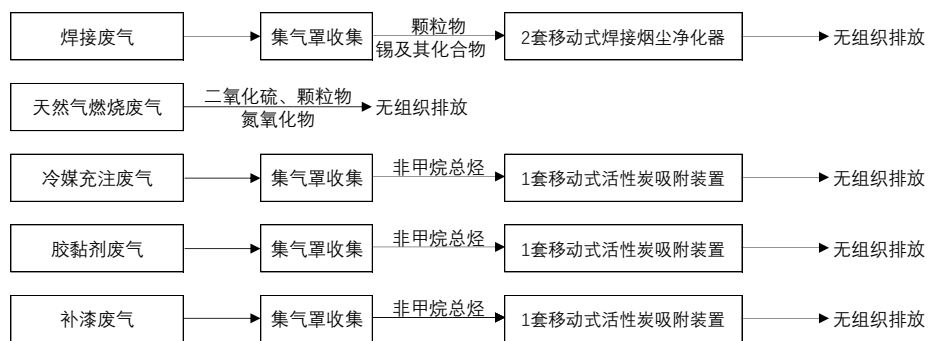 焊接废气
集气罩收集
颗粒物
锡及其化合物
2套移动式焊接烟尘净化器
无组织排放
天然气燃烧废气
二氧化硫、颗粒物
氮氧化物
无组织排放
冷媒充注废气
集气罩收集
非甲烷总烃
1套移动式活性炭吸附装置
无组织排放
胶黏剂废气
集气罩收集
非甲烷总烃
1套移动式活性炭吸附装置
无组织排放
补漆废气
集气罩收集
非甲烷总烃
1套移动式活性炭吸附装置
无组织排放